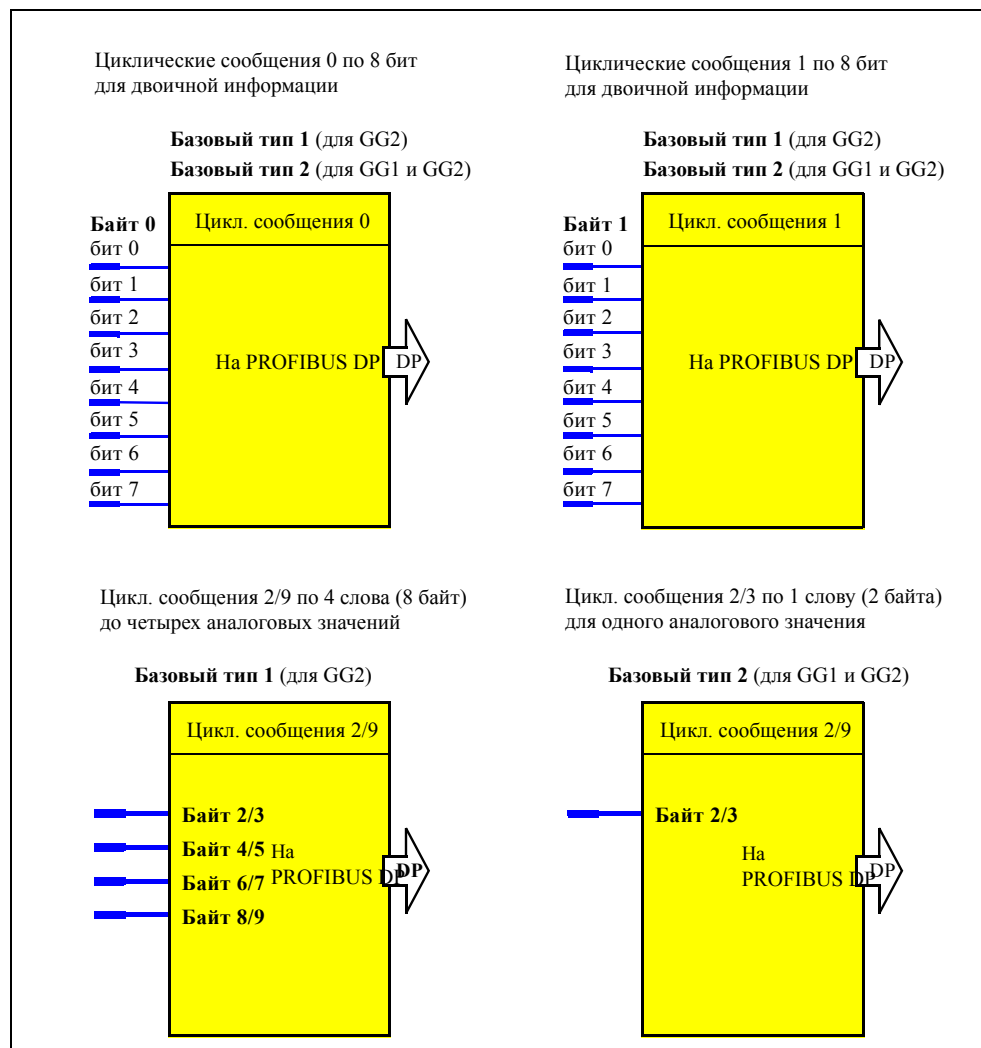 Циклические сообщения 0 по 8 бит
для двоичной информации
Базовый тип 1 (для GG2)
Базовый тип 2 (для GG1 и GG2)
Байт 0
Цикл. сообщения 0
бит 0
бит 1
бит 2
бит 3
бит 4
бит 5
бит 6
бит 7
На PROFIBUS DP
DP
Циклические сообщения 1 по 8 бит
для двоичной информации
Базовый тип 1 (для GG2)
Базовый тип 2 (для GG1 и GG2)
Байт 1
Цикл. сообщения 1
бит 0
бит 1
бит 2
бит 3
бит 4
бит 5
бит 6
бит 7
На PROFIBUS DP
DP
Цикл. сообщения 2/9 по 4 слова (8 байт)
до четырех аналоговых значений
Базовый тип 1 (для GG2)
Цикл. сообщения 2/9
Байт 2/3
Байт 4/5
Байт 6/7
Байт 8/9
На
PROFIBUS DP
DP
Цикл. сообщения 2/3 по 1 слову (2 байта)
для одного аналогового значения
Базовый тип 2 (для GG1 и GG2)
Цикл. сообщения 2/9
Байт 2/3
На
PROFIBUS DP
DP